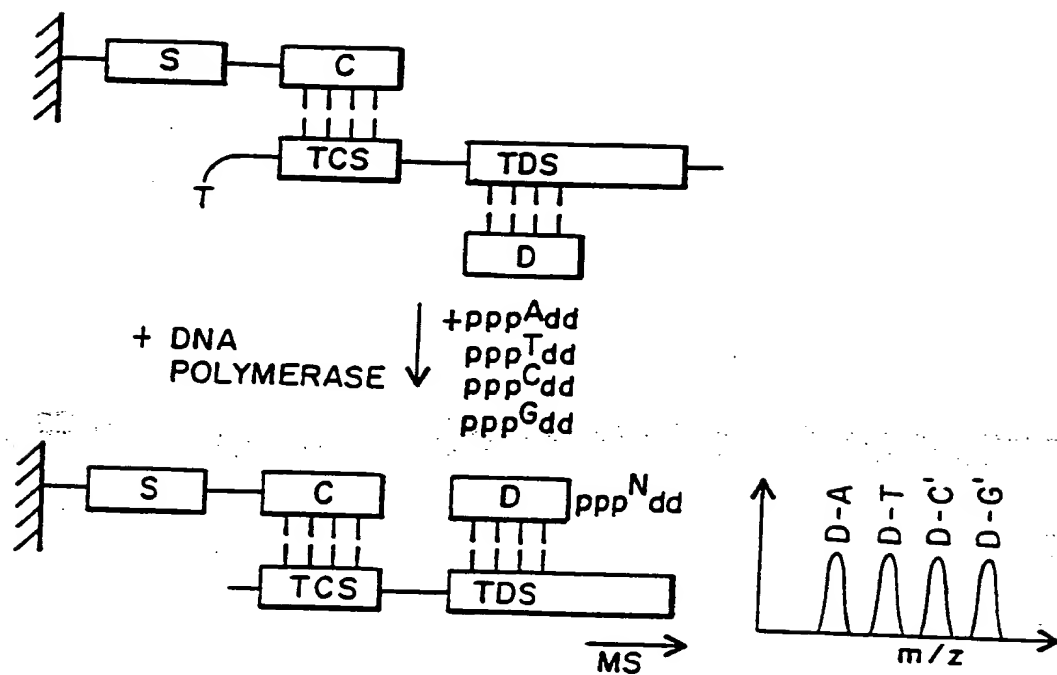 S
C
TCS
TDS
T
D
+ DNA
POLYMERASE
+pppAdd
pppTdd
pppCdd
pppGdd
S
C
D
pppNdd
TCS
TDS
MS
D-A
D-T
D-C'
D-G'
m/z